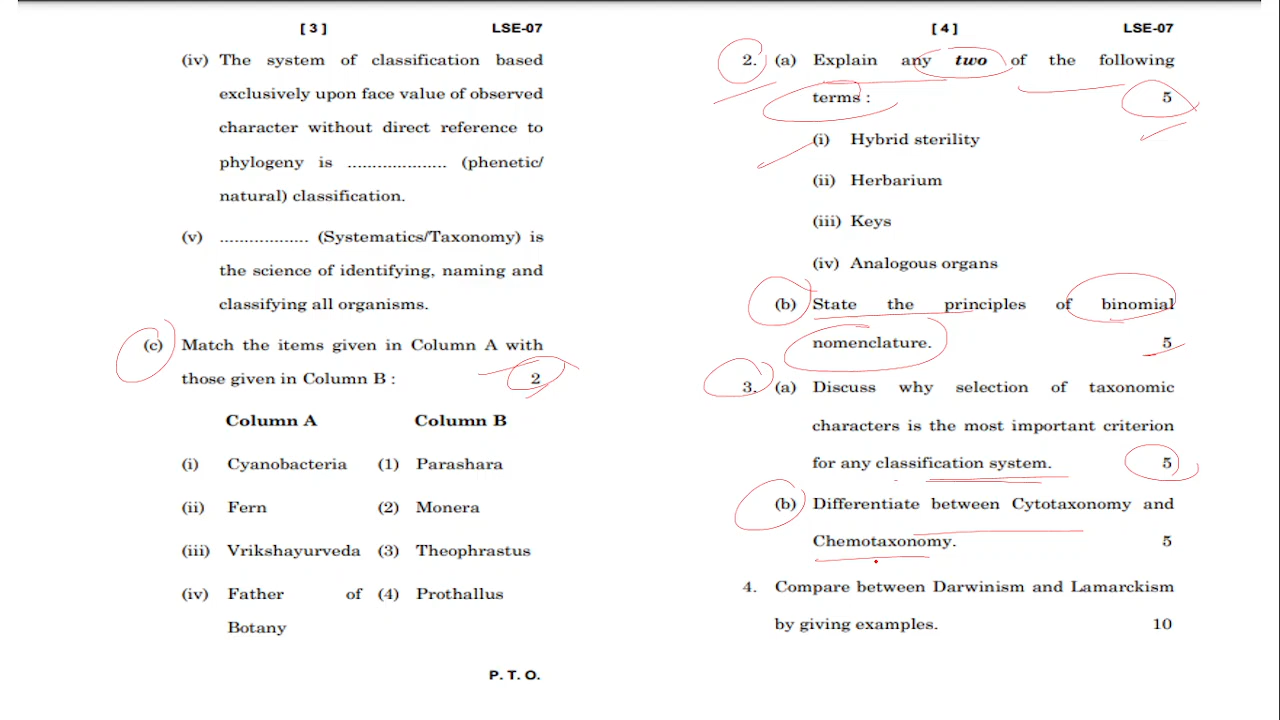 [ 3 ] LSE-07
(iv) The system of classification based
exclusively upon face value of observed
character without direct reference to
phylogeny is .................... (phenetic/
natural) classification.
(v) .................. (Systematics/Taxonomy) is
the science of identifying, naming and
classifying all organisms.
(c) Match the items given in Column A with
those given in Column B : 2
Column A Column B
(i) Cyanobacteria (1) Parashara
(ii) Fern (2) Monera
(iii) Vrikshayurveda (3) Theophrastus
(iv) Father of (4) Prothallus
Botany
P. T. O.
[ 4 ] LSE-07
2. (a) Explain any two of the following
terms : 5
(i) Hybrid sterility
(ii) Herbarium
(iii) Keys
(iv) Analogous organs
(b) State the principles of binomial
nomenclature. 5
3. (a) Discuss why selection of taxonomic
characters is the most important criterion
for any classification system. 5
(b) Differentiate between Cytotaxonomy and
Chemotaxonomy. 5
4. Compare between Darwinism and Lamarckism
by giving examples. 10